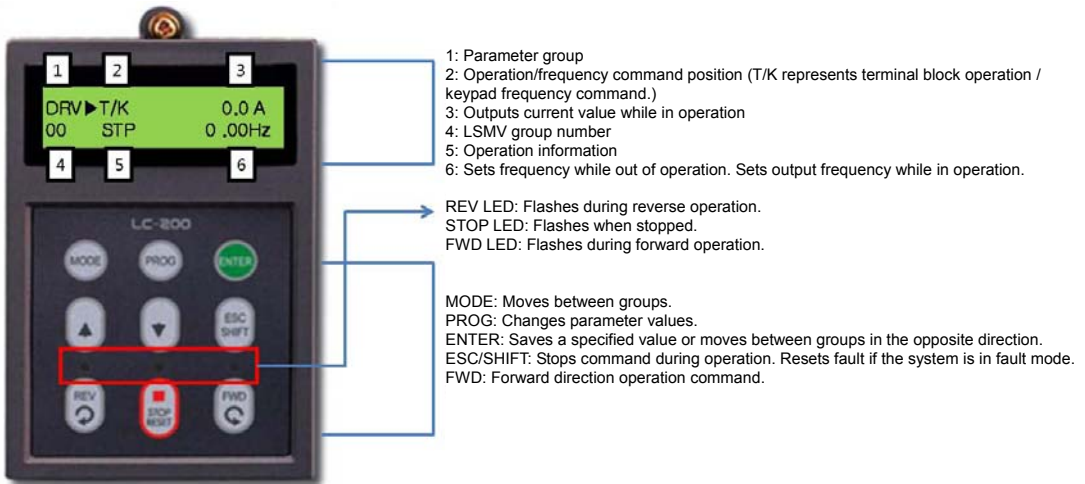 1 2 3
DRV▶T/K 0.0 A
00 STP 0 .00Hz
4 5 6
LC-200
MODE PROG ENTER
▲ ▼ ESC SHIFT
REV STOP RESET FWD
1: Parameter group
2: Operation/frequency command position (T/K represents terminal block operation /
keypad frequency command.)
3: Outputs current value while in operation
4: LSMV group number
5: Operation information
6: Sets frequency while out of operation. Sets output frequency while in operation.
REV LED: Flashes during reverse operation.
STOP LED: Flashes when stopped.
FWD LED: Flashes during forward operation.
MODE: Moves between groups.
PROG: Changes parameter values.
ENTER: Saves a specified value or moves between groups in the opposite direction.
ESC/SHIFT: Stops command during operation. Resets fault if the system is in fault mode.
FWD: Forward direction operation command.